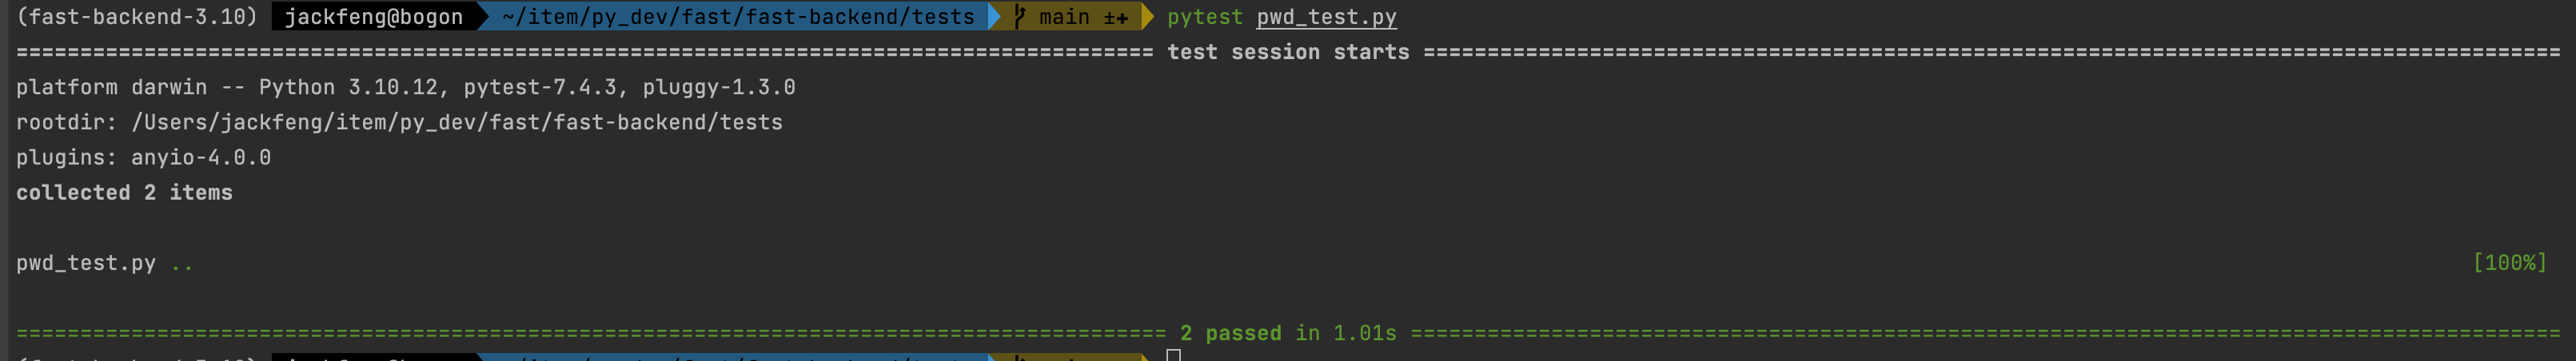 (fast-backend-3.10) jackfeng@bogon ~/item/py_dev/fast/fast-backend/tests main ±✚ pytest pwd_test.py
========================================================================================= test session starts =========================================================================================
platform darwin -- Python 3.10.12, pytest-7.4.3, pluggy-1.3.0
rootdir: /Users/jackfeng/item/py_dev/fast/fast-backend/tests
plugins: anyio-4.0.0
collected 2 items
pwd_test.py .. [100%]
========================================================================================== 2 passed in 1.01s ==========================================================================================